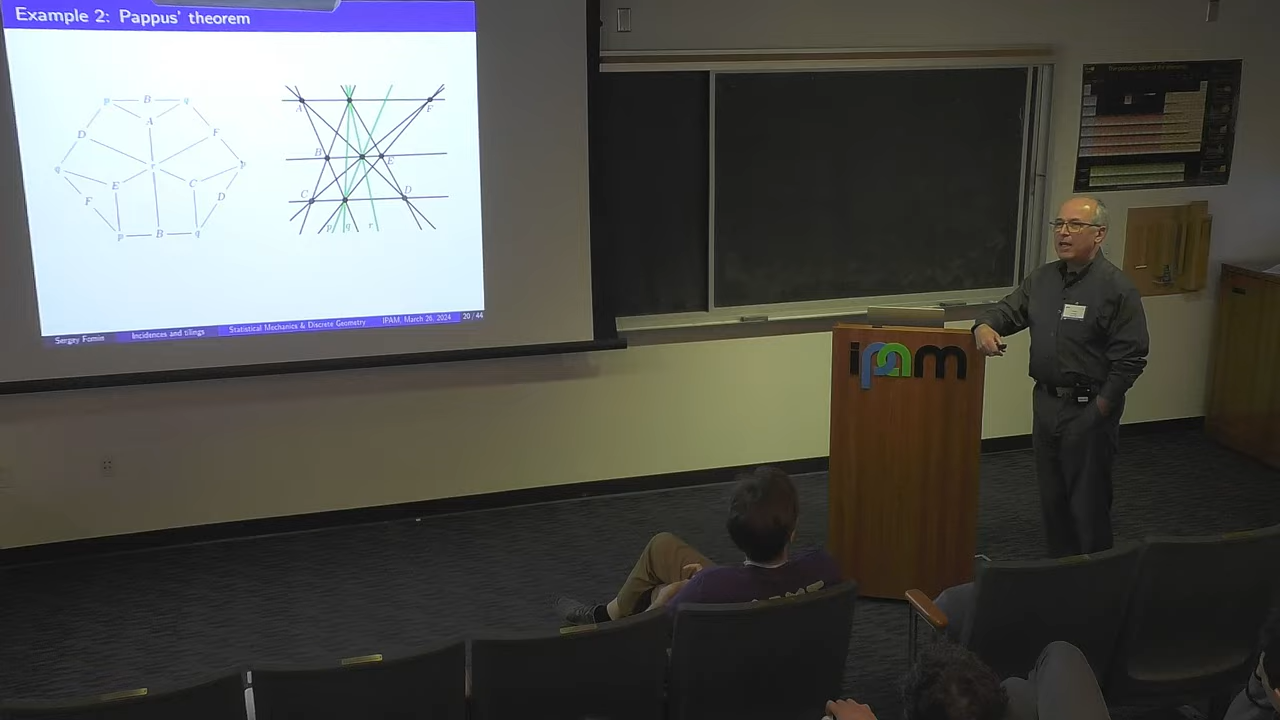 Example 2: Pappus' theorem
p B q
A
D F
r
q p
E C
F D
p B q
A F
B E
C D
p q r
Sergey Fomin Incidences and tilings Statistical Mechanics & Discrete Geometry IPAM, March 26, 2024 20 / 44
ipam